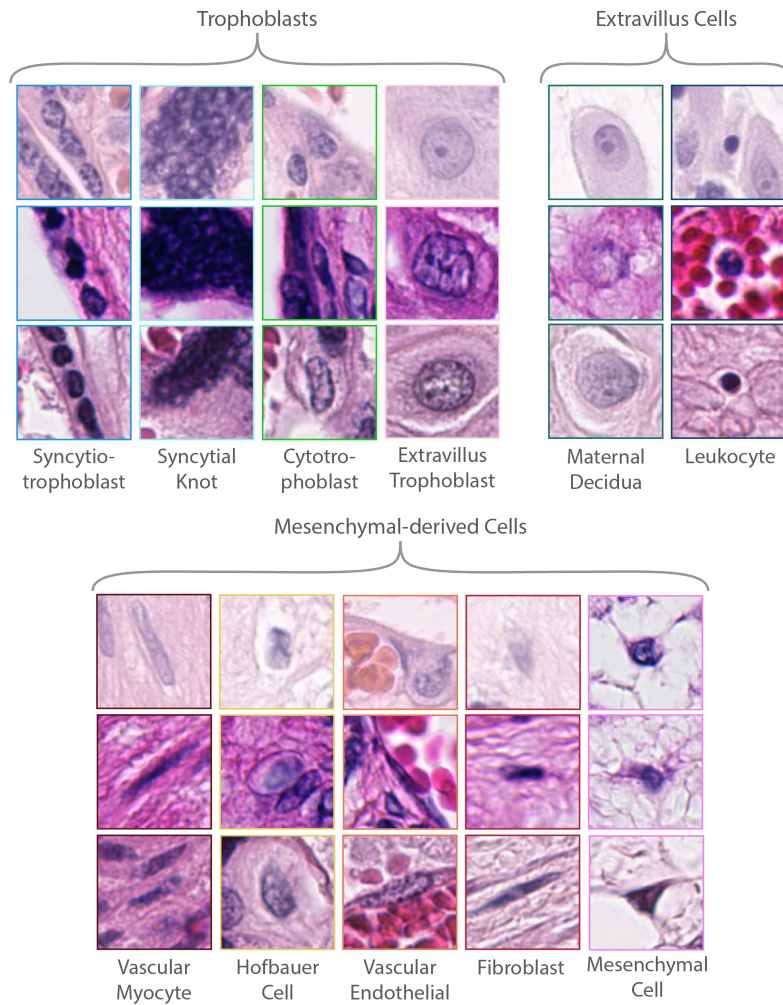 Trophoblasts
Extravillus Cells
Syncytio-
trophoblast
Syncytial
Knot
Cytotro-
phoblast
Extravillus
Trophoblast
Maternal
Decidua
Leukocyte
Mesenchymal-derived Cells
Vascular
Myocyte
Hofbauer
Cell
Vascular
Endothelial
Fibroblast
Mesenchymal
Cell